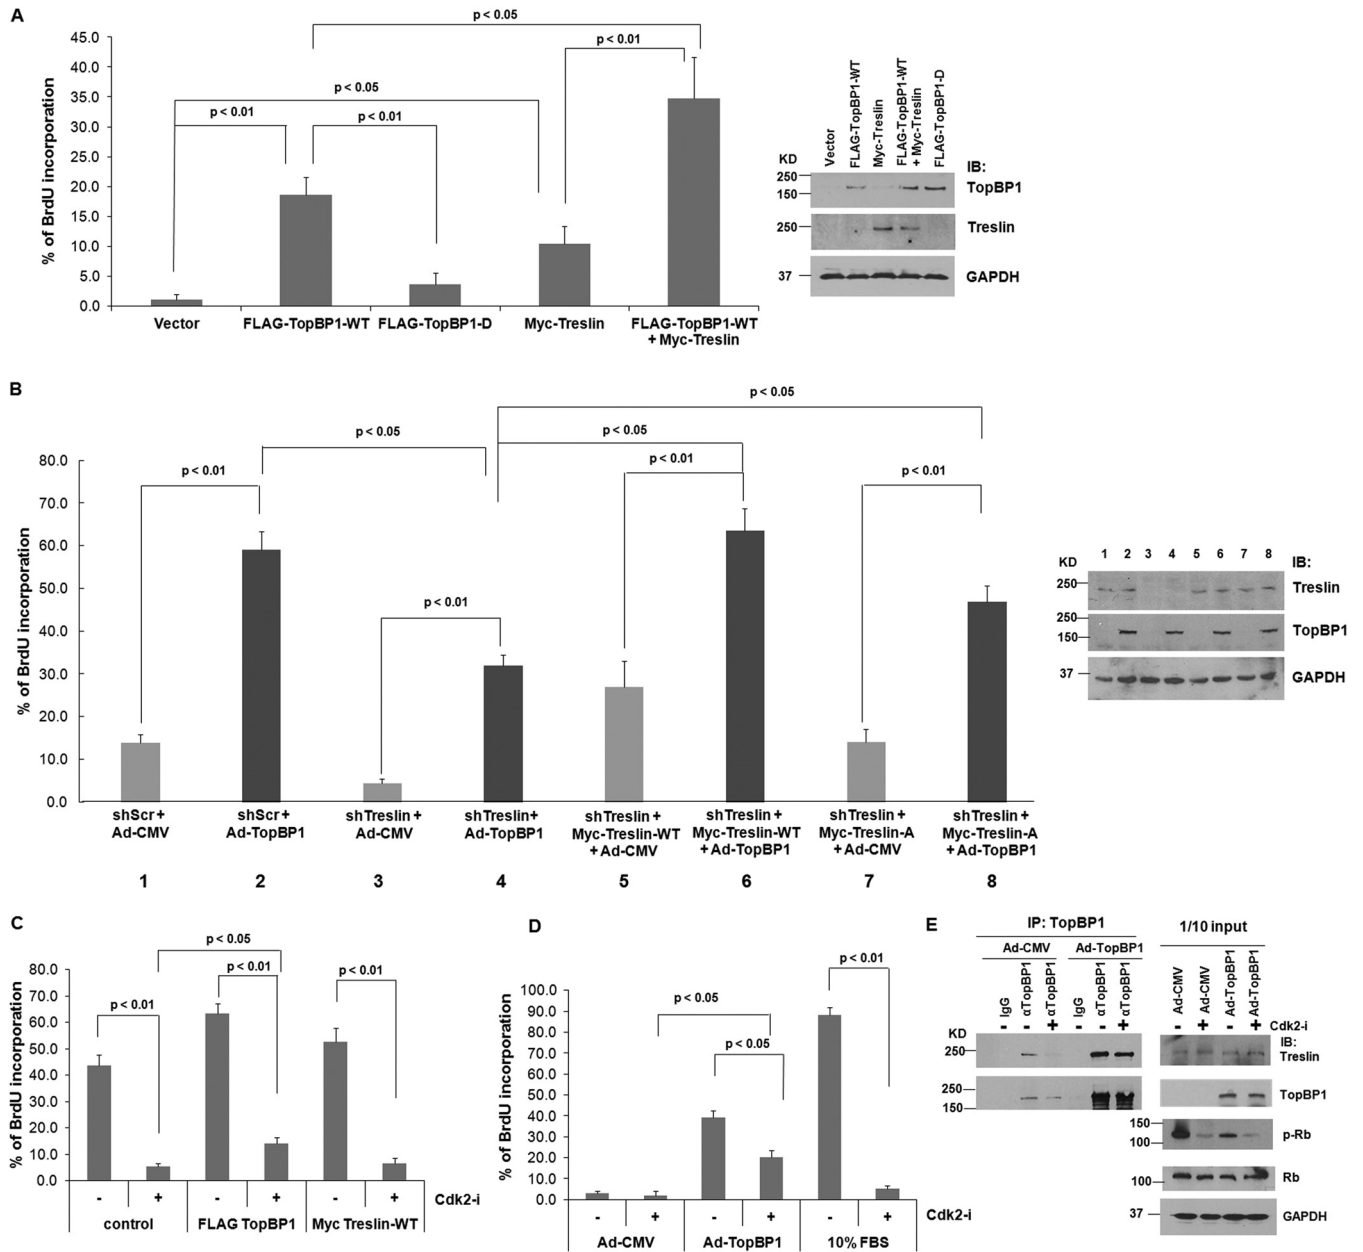 A
p < 0.05
p < 0.01
p < 0.05
p < 0.01
p < 0.01
% of BrdU incorporation
45.0
40.0
35.0
30.0
25.0
20.0
15.0
10.0
5.0
0.0
Vector
FLAG-TopBP1-WT
FLAG-TopBP1-D
Myc-Treslin
FLAG-TopBP1-WT
+ Myc-Treslin
Vector
FLAG-TopBP1-WT
Myc-Treslin
FLAG-TopBP1-WT
+ Myc-Treslin
FLAG-TopBP1-D
KD
IB:
250
150
TopBP1
250
Treslin
37
GAPDH
B
p < 0.05
p < 0.05
p < 0.05
p < 0.01
p < 0.01
p < 0.01
p < 0.01
% of BrdU incorporation
80.0
70.0
60.0
50.0
40.0
30.0
20.0
10.0
0.0
shScr+
Ad-CMV
shScr+
Ad-TopBP1
shTreslin+
Ad-CMV
shTreslin+
Ad-TopBP1
shTreslin+
Myc-Treslin-WT
+Ad-CMV
shTreslin+
Myc-Treslin-WT
+Ad-TopBP1
shTreslin+
Myc-Treslin-A
+Ad-CMV
shTreslin+
Myc-Treslin-A
+Ad-TopBP1
1 2 3 4 5 6 7 8
1 2 3 4 5 6 7 8
KD
IB:
250
Treslin
250
150
TopBP1
37
GAPDH
C
p < 0.05
p < 0.01
p < 0.01
p < 0.01
% of BrdU incorporation
80.0
70.0
60.0
50.0
40.0
30.0
20.0
10.0
0.0
- + - + - + Cdk2-i
control FLAG TopBP1 Myc Treslin-WT
D
p < 0.01
p < 0.05
p < 0.05
% of BrdU incorporation
100.0
90.0
80.0
70.0
60.0
50.0
40.0
30.0
20.0
10.0
0.0
- + - + - + Cdk2-i
Ad-CMV Ad-TopBP1 10% FBS
E
IP: TopBP1
Ad-CMV Ad-TopBP1
IgG
αTopBP1
αTopBP1
IgG
αTopBP1
αTopBP1
- - + - - +
KD
250
250
150
1/10 input
Ad-CMV
Ad-CMV
Ad-TopBP1
Ad-TopBP1
- + - + Cdk2-i
IB:
Treslin
TopBP1
150
100
p-Rb
100
Rb
37
GAPDH